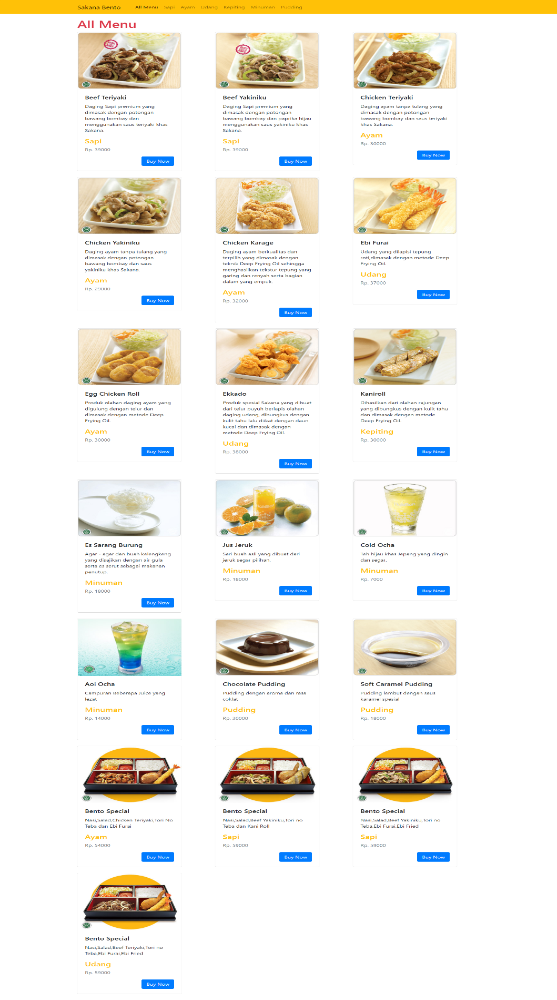 Sakana Bento All Menu Sapi Ayam Udang Kepiting Minuman Pudding
All Menu
Beef Teriyaki
Daging Sapi premium yang
dimasak dengan potongan
bawang bombay dan
menggunakan saus teriyaki khas
Sakana.
Sapi
Rp. 39000
Buy Now
Beef Yakiniku
Daging Sapi premium yang
dimasak dengan potongan
bawang bombay dan paprika hijau
menggunakan saus yakiniku khas
Sakana.
Sapi
Rp. 39000
Buy Now
Chicken Teriyaki
Daging ayam tanpa tulang yang
dimasak dengan potongan
bawang bombay dan saus teriyaki
khas Sakana.
Ayam
Rp. 30000
Buy Now
Chicken Yakiniku
Daging ayam tanpa tulang yang
dimasak dengan potongan
bawang bombay dan saus
yakiniku khas Sakana.
Ayam
Rp. 29000
Buy Now
Chicken Karage
Daging ayam berkualitas dan
terpilih yang dimasak dengan
teknik Deep Frying Oil sehingga
menghasilkan tekstur tepung yang
garing dan renyah serta bagian
dalam yang empuk.
Ayam
Rp. 32000
Buy Now
Ebi Furai
Udang yang dilapisi tepung
roti,dimasak dengan metode Deep
Frying Oil.
Udang
Rp. 37000
Buy Now
Egg Chicken Roll
Produk olahan daging ayam yang
digulung dengan telur dan
dimasak dengan metode Deep
Frying Oil.
Ayam
Rp. 30000
Buy Now
Ekkado
Produk spesial Sakana yang dibuat
dari telur puyuh berlapis olahan
daging udang, dibungkus dengan
kulit tahu lalu diikat dengan daun
kucai dan dimasak dengan
metode Deep Frying Oil.
Udang
Rp. 38000
Buy Now
Kaniroll
Dihasilkan dari olahan rajungan
yang dibungkus dengan kulit tahu
dan dimasak dengan metode
Deep Frying Oil.
Kepiting
Rp. 30000
Buy Now
Es Sarang Burung
Agar - agar dan buah kelengkeng
yang disajikan dengan air gula
serta es serut sebagai makanan
penutup.
Minuman
Rp. 18000
Buy Now
Jus Jeruk
Sari buah asli yang dibuat dari
jeruk segar pilihan.
Minuman
Rp. 18000
Buy Now
Cold Ocha
Teh hijau khas Jepang yang dingin
dan segar.
Minuman
Rp. 7000
Buy Now
Aoi Ocha
Campuran Beberapa Juice yang
lezat
Minuman
Rp. 14000
Buy Now
Chocolate Pudding
Pudding dengan aroma dan rasa
coklat
Pudding
Rp. 20000
Buy Now
Soft Caramel Pudding
Pudding lembut dengan saus
karamel spesial
Pudding
Rp. 18000
Buy Now
Bento Special
Nasi,Salad,Chicken Teriyaki,Tori No
Teba dan Ebi Furai
Ayam
Rp. 54000
Buy Now
Bento Special
Nasi,Salad,Beef Yakiniku,Tori no
Teba dan Kani Roll
Sapi
Rp. 59000
Buy Now
Bento Special
Nasi,Salad,Beef Yakiniku,Tori no
Teba,Ebi Furai,Ebi Fried
Sapi
Rp. 59000
Buy Now
Bento Special
Nasi,Salad,Beef Teriyaki,Tori no
Teba,Ebi Furai,Ebi Fried
Udang
Rp. 59000
Buy Now